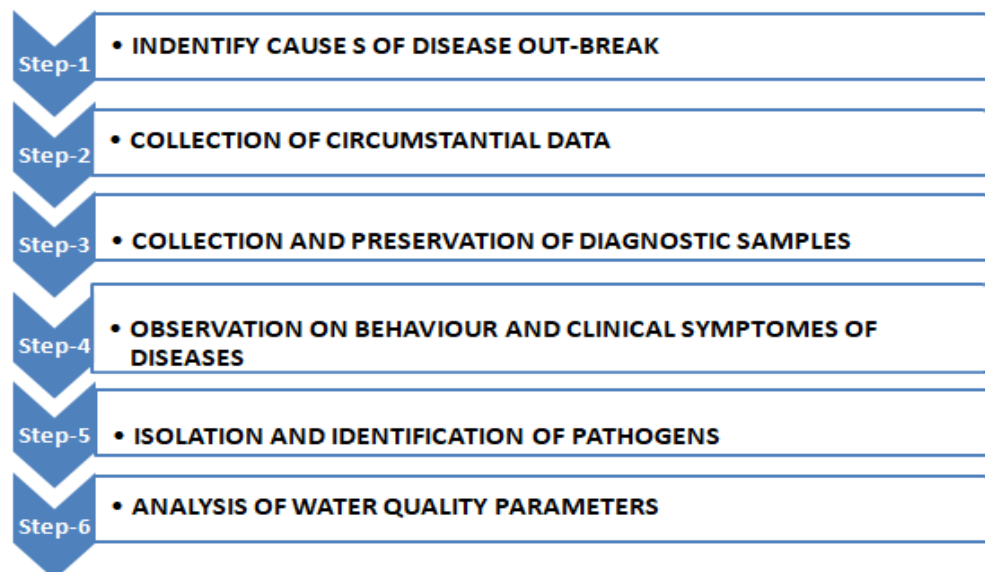 Step-1
• INDENTIFY CAUSE S OF DISEASE OUT-BREAK
Step-2
• COLLECTION OF CIRCUMSTANTIAL DATA
Step-3
• COLLECTION AND PRESERVATION OF DIAGNOSTIC SAMPLES
Step-4
• OBSERVATION ON BEHAVIOUR AND CLINICAL SYMPTOMES OF
DISEASES
Step-5
• ISOLATION AND IDENTIFICATION OF PATHOGENS
Step-6
• ANALYSIS OF WATER QUALITY PARAMETERS